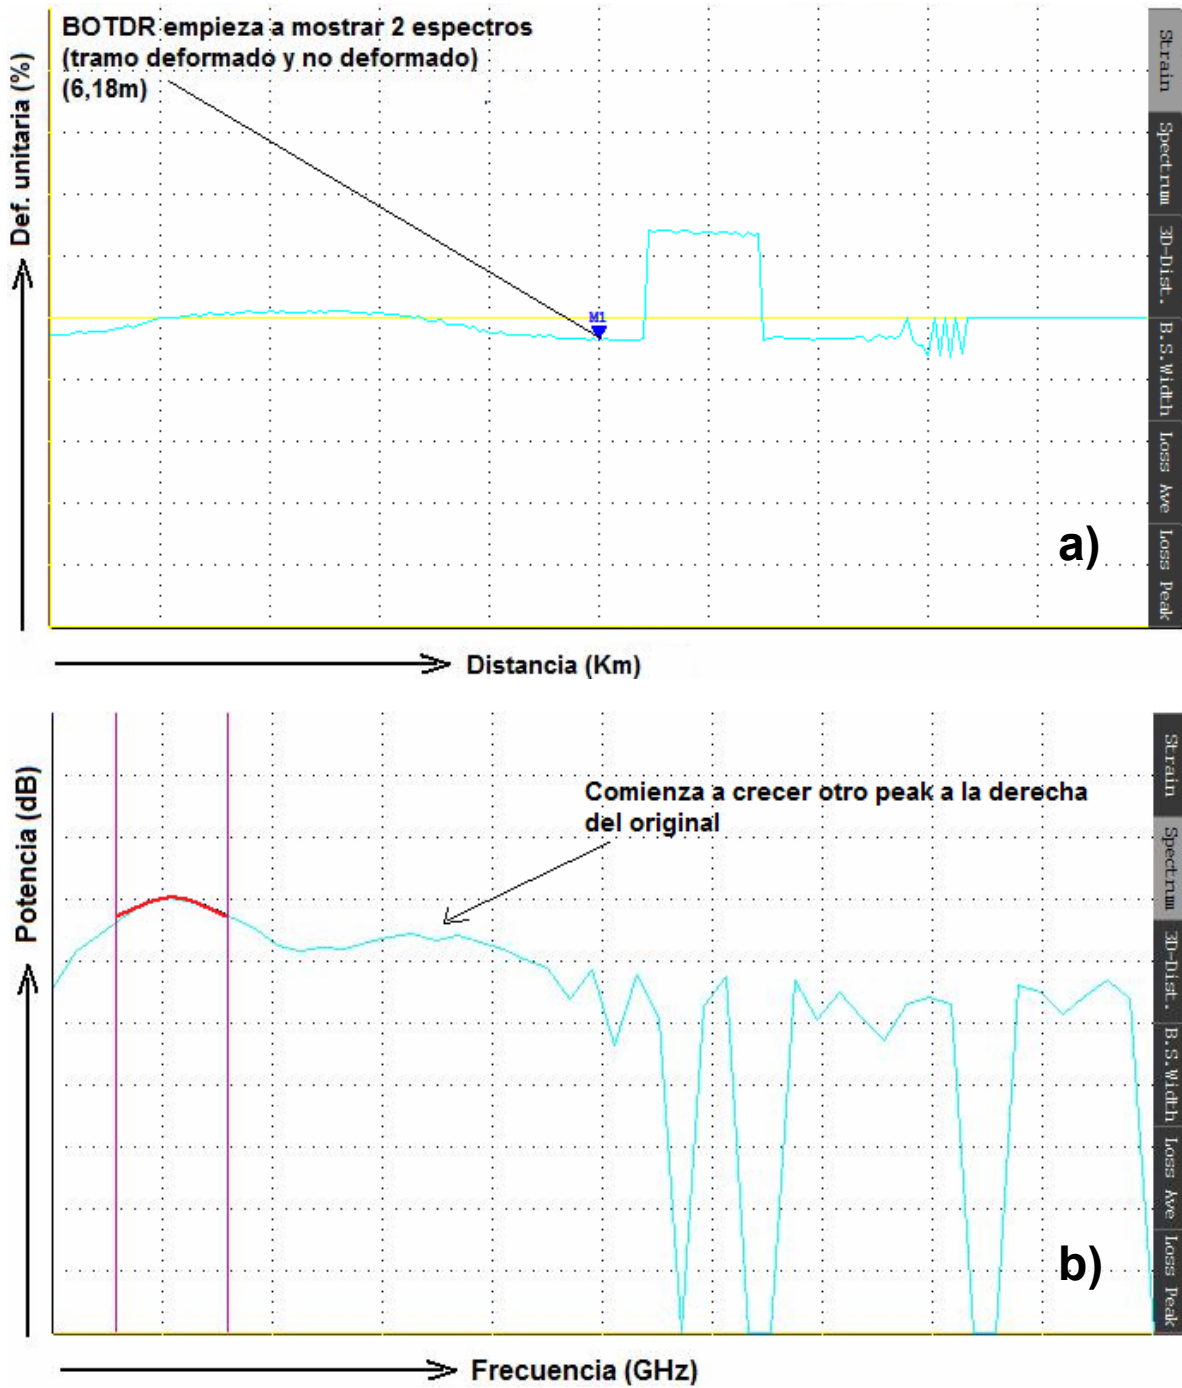 BOTDR empieza a mostrar 2 espectros
(tramo deformado y no deformado)
(6,18m)
Def. unitaria (%)
M1
Strain
Spectrum
3D-Dist.
B.S.Width
Loss Ave
Loss Peak
a)
Distancia (Km)
Potencia (dB)
Comienza a crecer otro peak a la derecha
del original
Strain
Spectrum
3D-Dist.
B.S.Width
Loss Ave
Loss Peak
b)
Frecuencia (GHz)